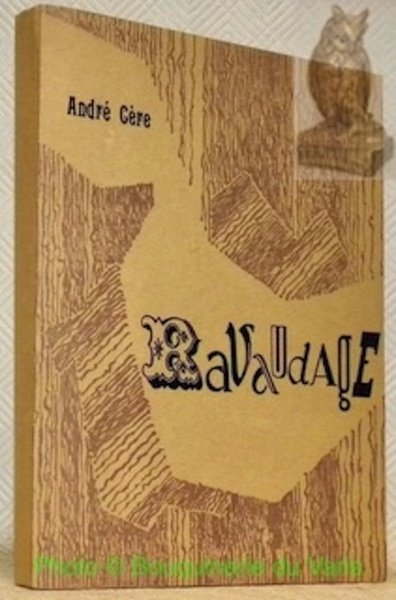 André Gère
RavaudAgE
Photo © Bouquinerie du Varis